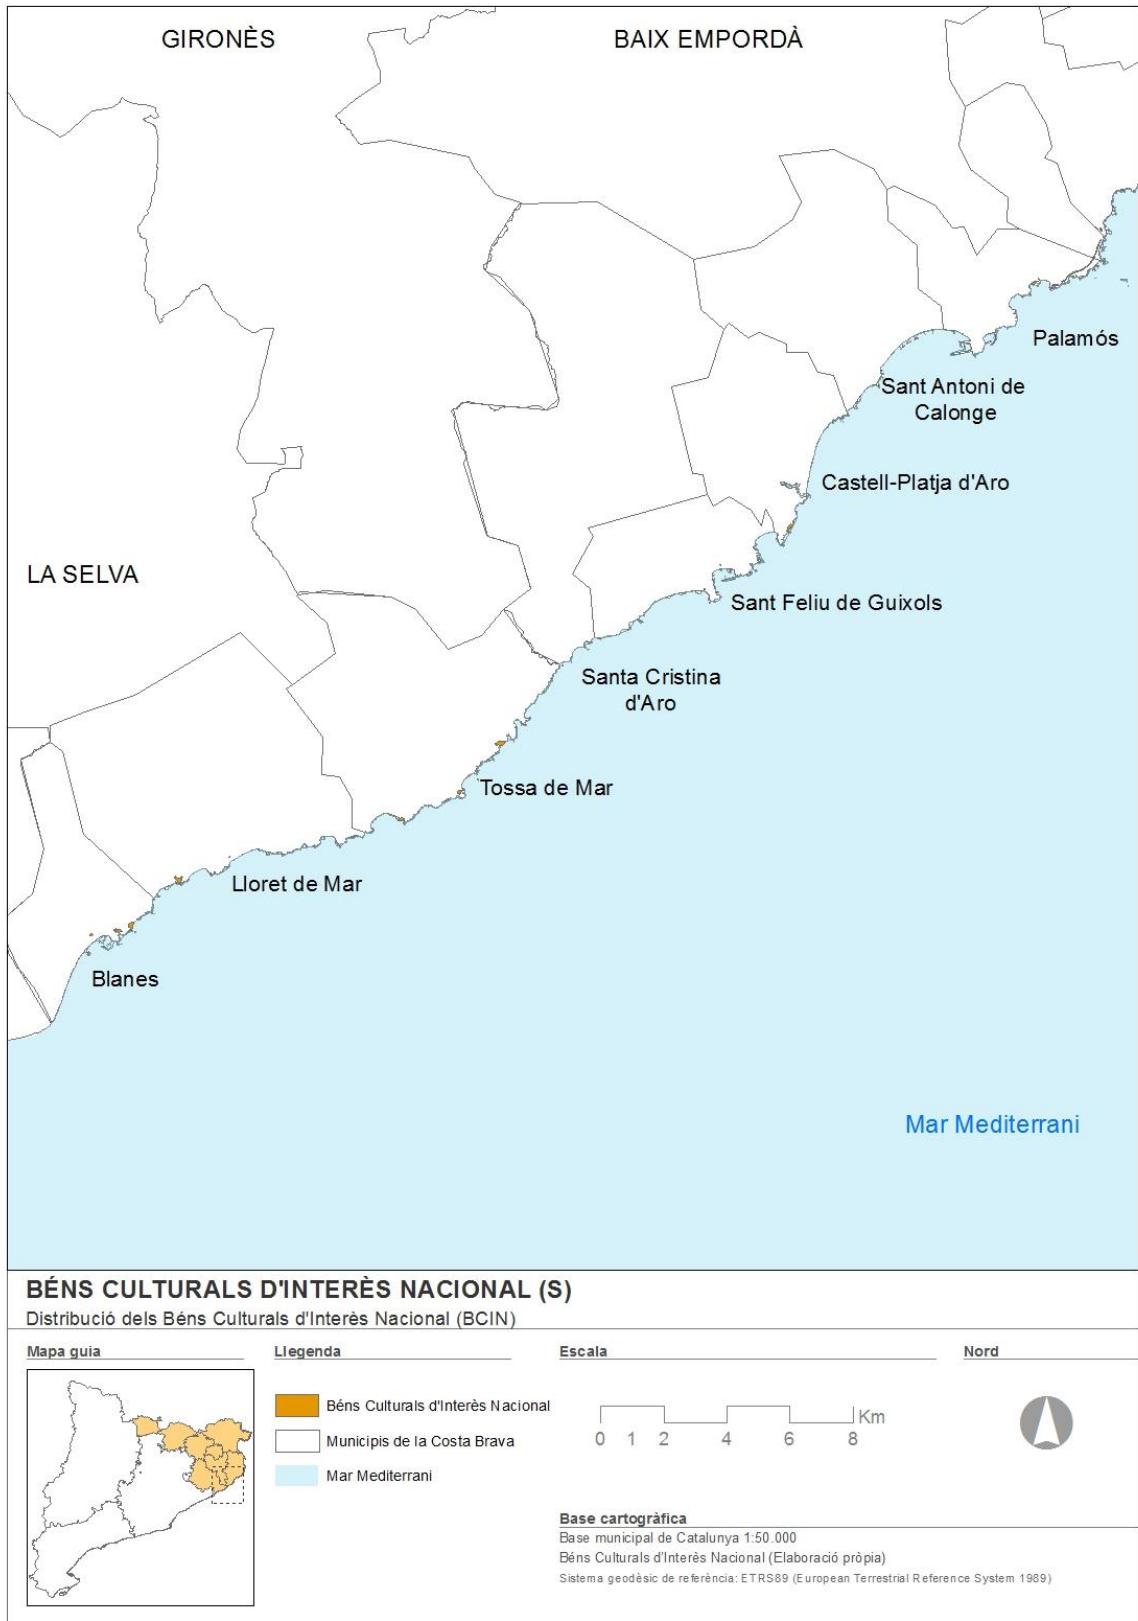 GIRONÈS
BAIX EMPORDÀ
Palamós
Sant Antoni de
Calonge
Castell-Platja d'Aro
LA SELVA
Sant Feliu de Guixols
Santa Cristina
d'Aro
Tossa de Mar
Lloret de Mar
Blanes
Mar Mediterrani
BÉNS CULTURALS D'INTERÈS NACIONAL (S)
Distribució dels Béns Culturals d'Interès Nacional (BCIN)
Mapa guia
Llegenda
Escala
Nord
Béns Culturals d'Interès Nacional
Municipis de la Costa Brava
Mar Mediterrani
Km
0 1 2 4 6 8
Base cartogràfica
Base municipal de Catalunya 1:50.000
Béns Culturals d'Interès Nacional (Elaboració pròpia)
Sistema geodèsic de referència: ETRS89 (European Terrestrial Reference System 1989)